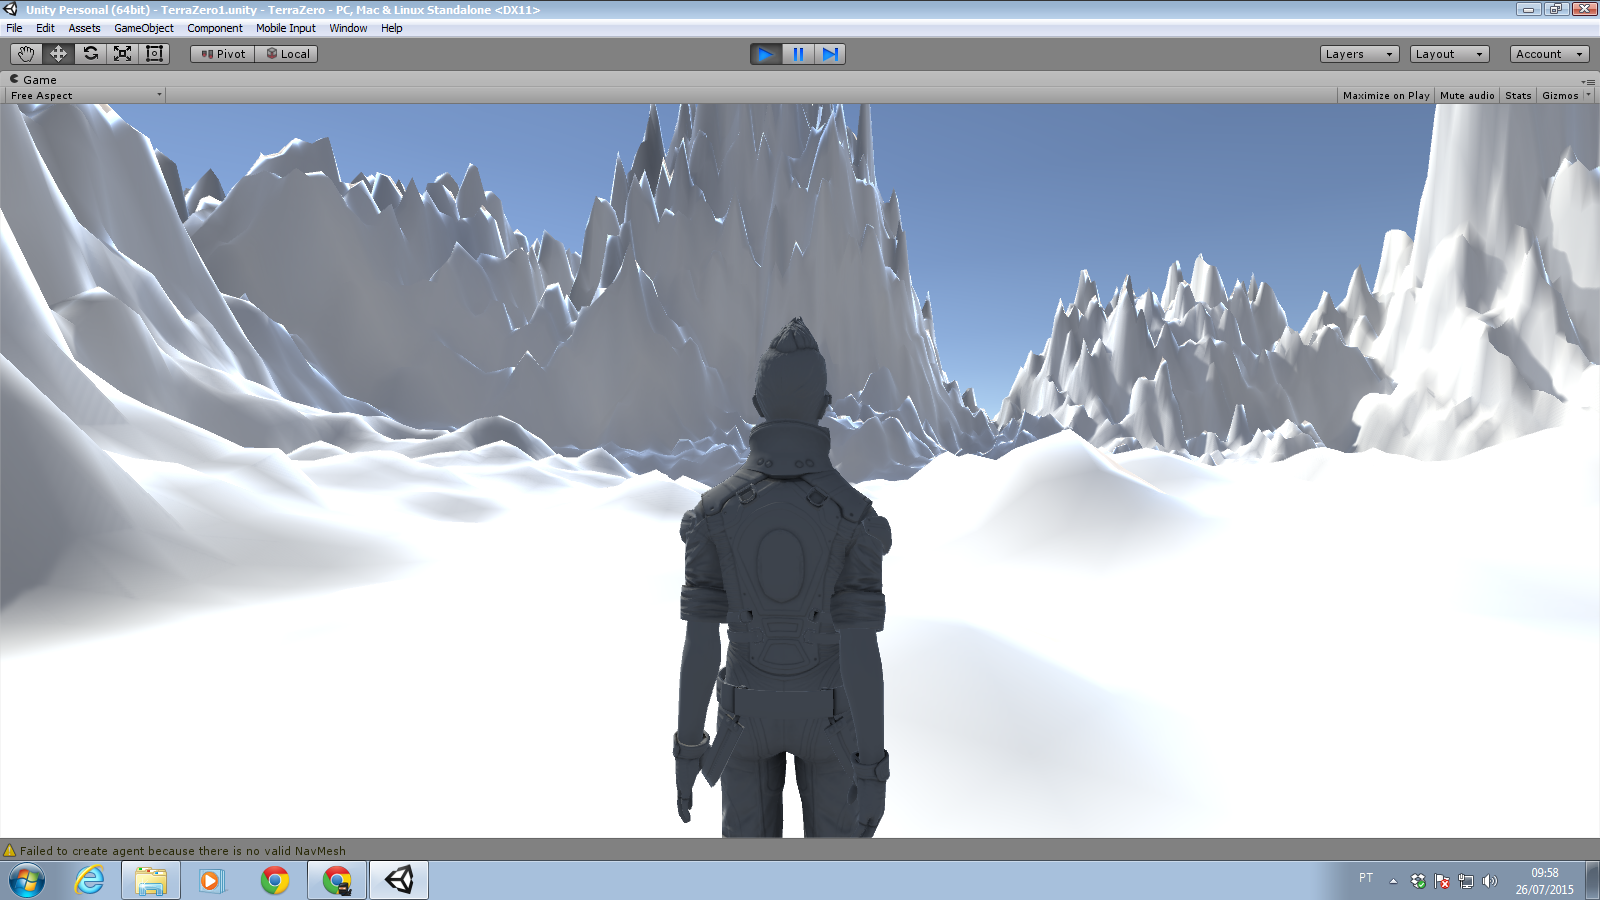 Unity Personal (64bit) - TerraZero1.unity - TerraZero - PC, Mac & Linux Standalone <DX11>
File Edit Assets GameObject Component Mobile Input Window Help
Pivot Local Layers Layout Account
Game
Free Aspect Maximize on Play Mute audio Stats Gizmos
Failed to create agent because there is no valid NavMesh
PT
09:58
26/07/2015